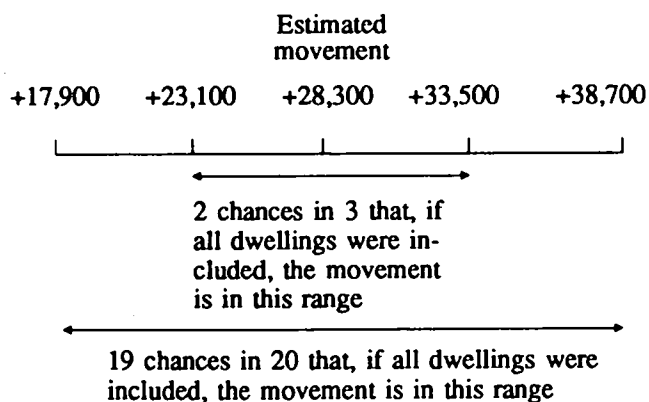 Estimated
movement
+17,900 +23,100 +28,300 +33,500 +38,700
2 chances in 3 that, if
all dwellings were in-
cluded, the movement
is in this range
19 chances in 20 that, if all dwellings were
included, the movement is in this range